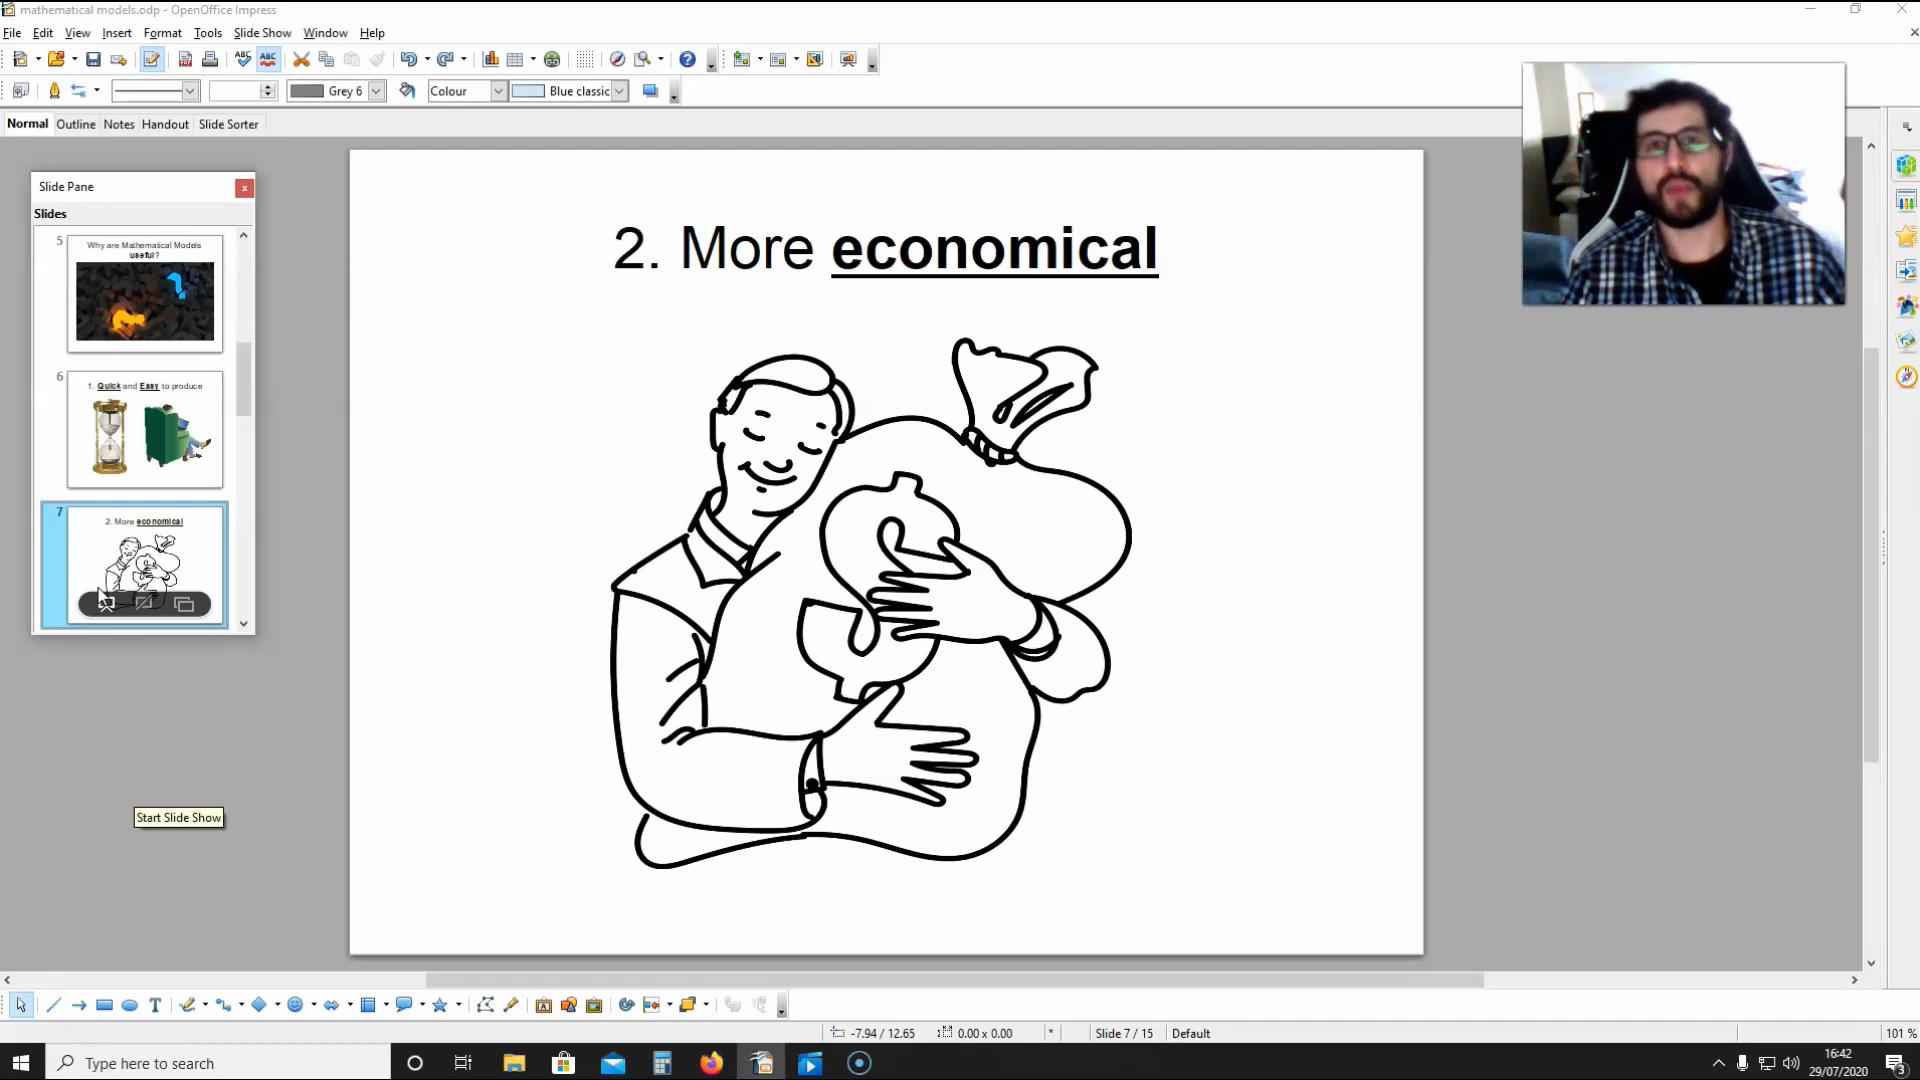 mathematical models.odp - OpenOffice Impress
File Edit View Insert Format Tools Slide Show Window Help
Grey 6 Colour Blue classic
Normal Outline Notes Handout Slide Sorter
Slide Pane
Slides
5
Why are Mathematical Models
useful?
6
1. Quick and Easy to produce
7
2. More economical
2. More economical
Start Slide Show
-7.94 / 12.65 0.00 x 0.00 * Slide 7 / 15 Default 101 %
Type here to search
16:42
29/07/2020
3